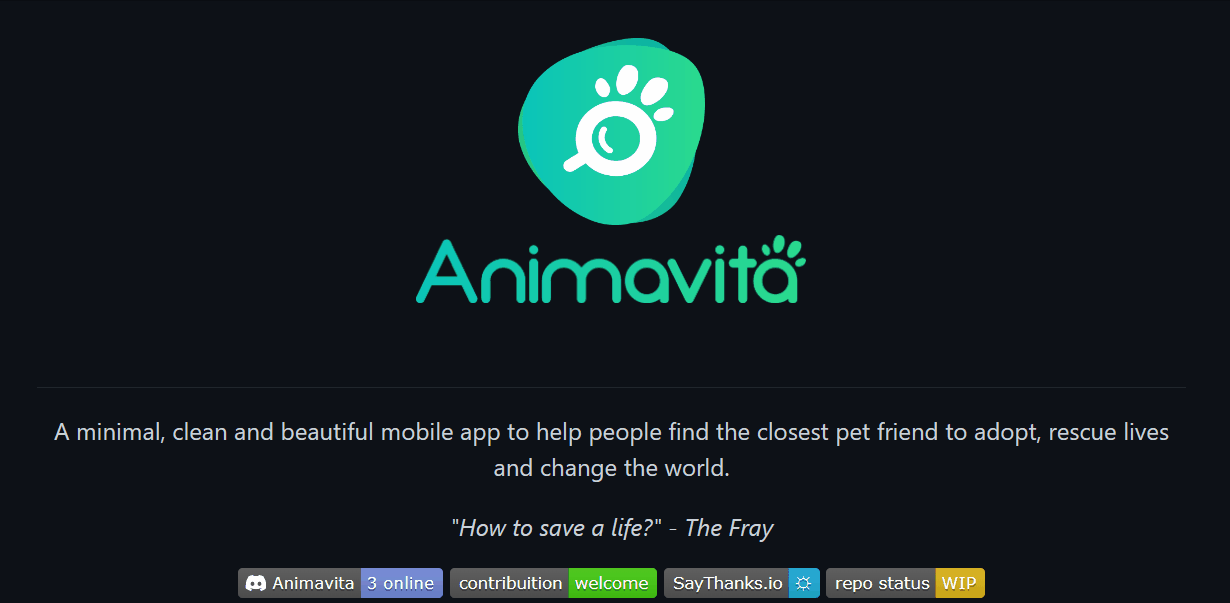 Animavita
A minimal, clean and beautiful mobile app to help people find the closest pet friend to adopt, rescue lives
and change the world.
"How to save a life?" - The Fray
Animavita 3 online contribuition welcome SayThanks.io repo status WIP